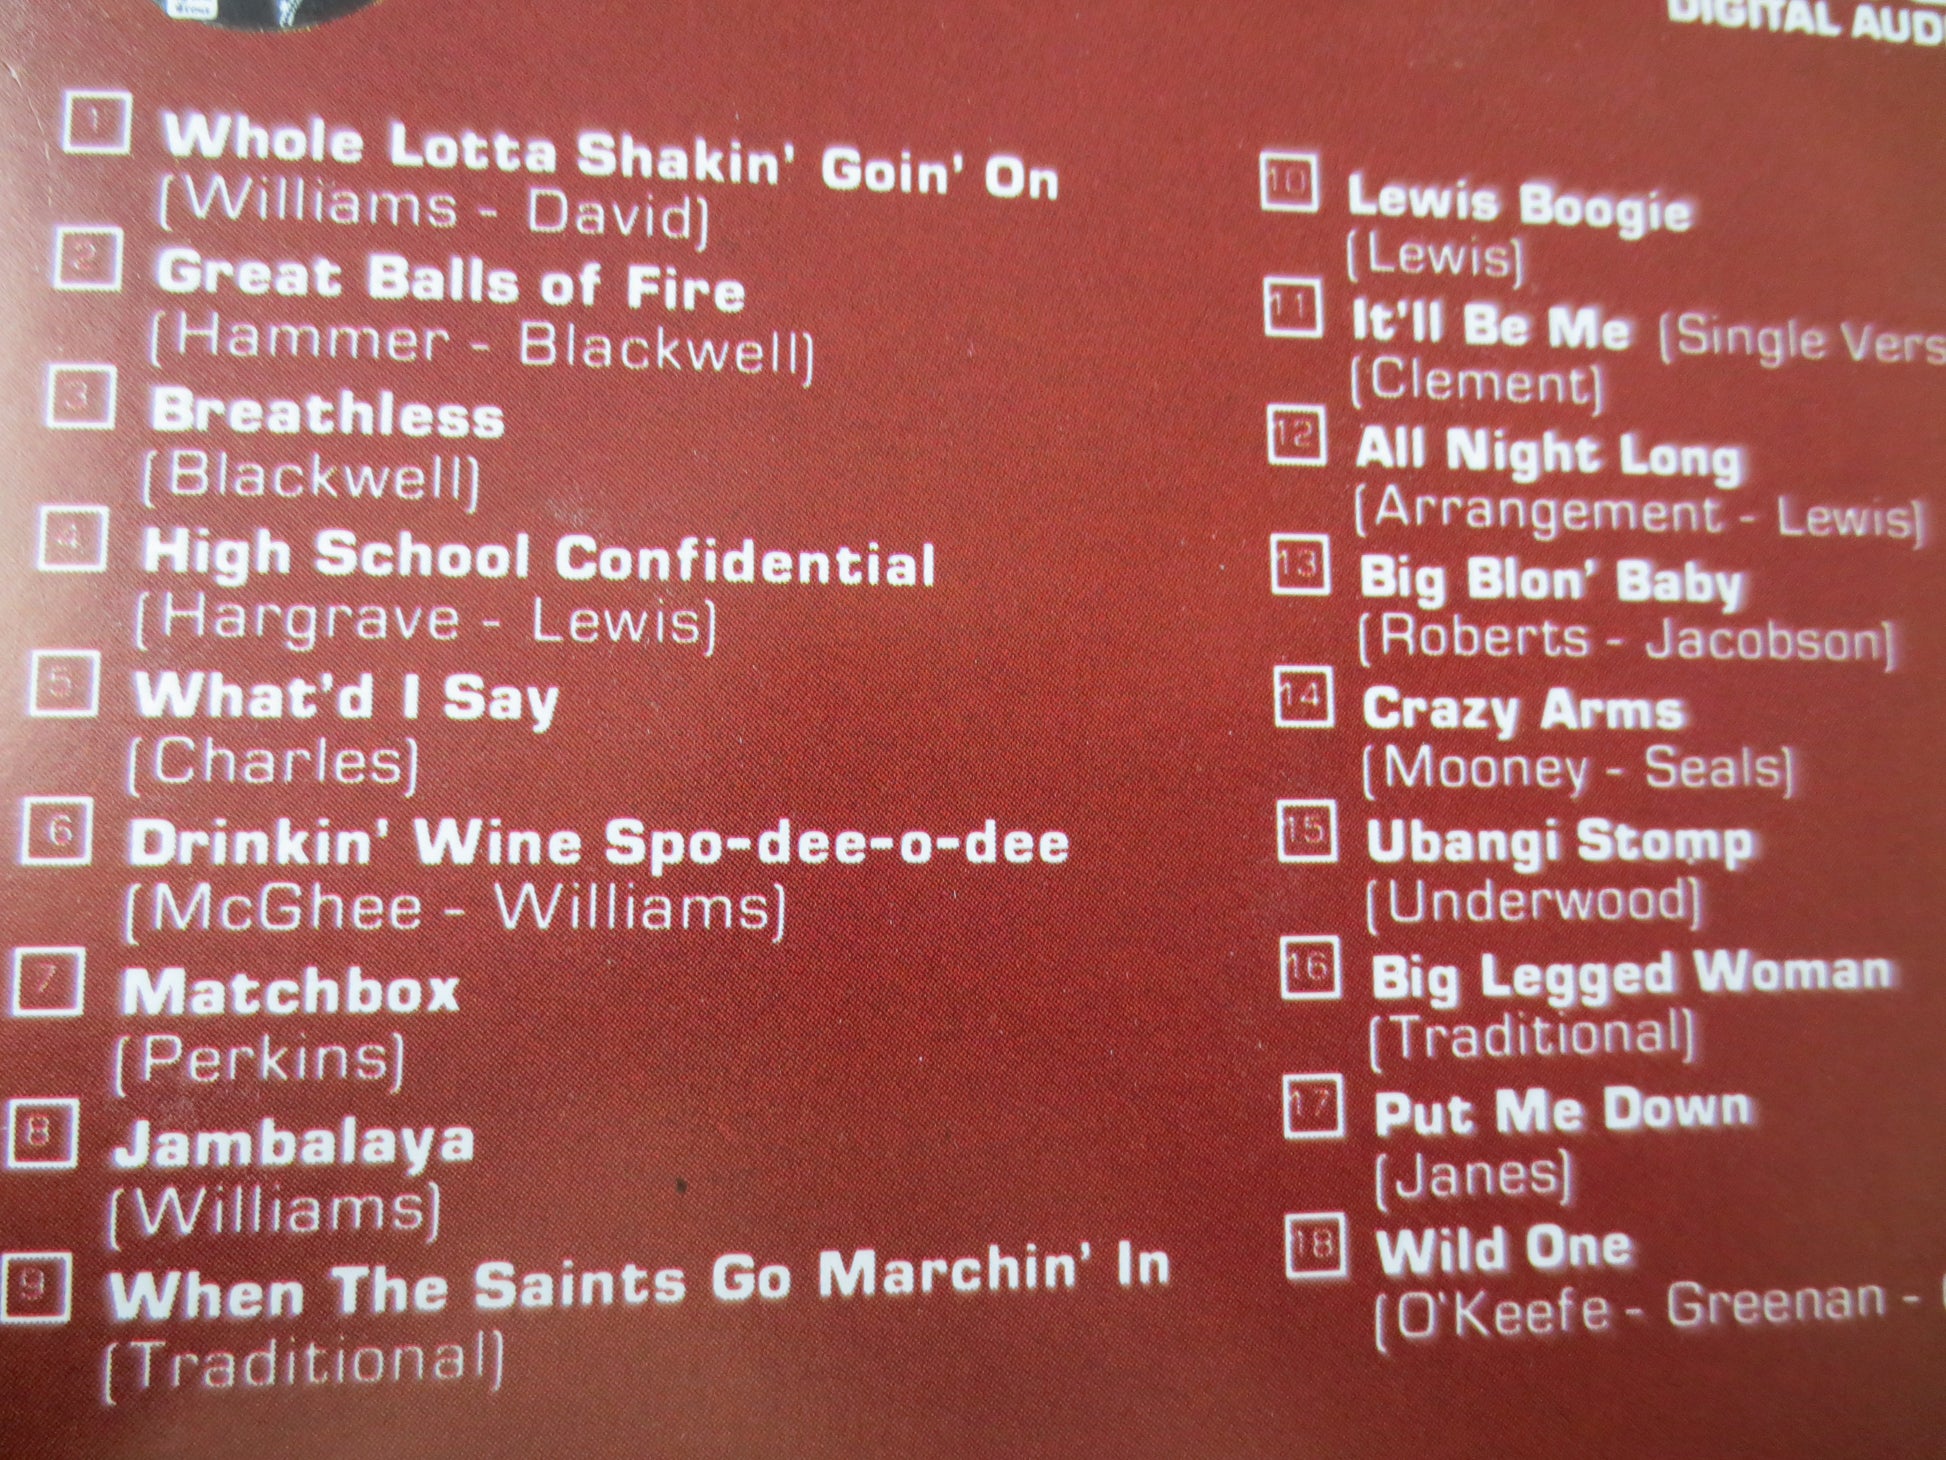 DIGITAL AUD
1 Whole Lotta Shakin' Goin' On
(Williams - David)
2 Great Balls of Fire
(Hammer - Blackwell)
3 Breathless
(Blackwell)
4 High School Confidential
(Hargrave - Lewis)
5 What'd I Say
(Charles)
6 Drinkin' Wine Spo-dee-o-dee
(McGhee - Williams)
7 Matchbox
(Perkins)
8 Jambalaya
(Williams)
9 When The Saints Go Marchin' In
(Traditional)
10 Lewis Boogie
(Lewis)
11 It'll Be Me (Single Vers
(Clement)
12 All Night Long
(Arrangement - Lewis)
13 Big Blon' Baby
(Roberts - Jacobson)
14 Crazy Arms
(Mooney - Seals)
15 Ubangi Stomp
(Underwood)
16 Big Legged Woman
(Traditional)
17 Put Me Down
(Janes)
18 Wild One
(O'Keefe - Greenan -